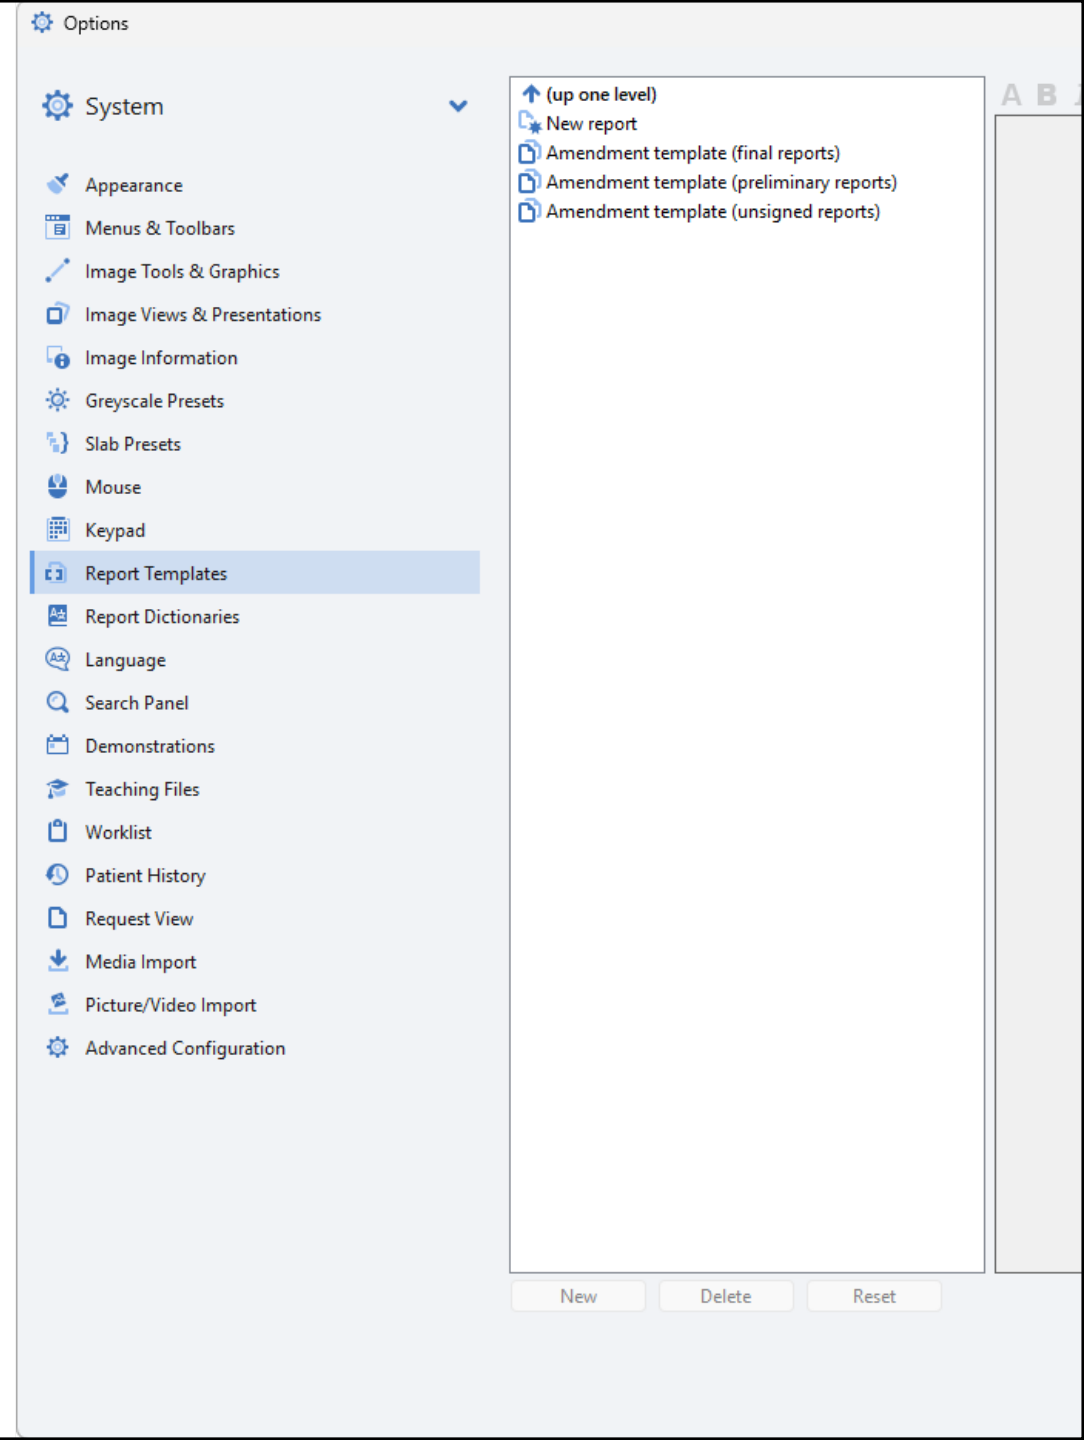 Options
System
Appearance
Menus & Toolbars
Image Tools & Graphics
Image Views & Presentations
Image Information
Greyscale Presets
Slab Presets
Mouse
Keypad
Report Templates
Report Dictionaries
Language
Search Panel
Demonstrations
Teaching Files
Worklist
Patient History
Request View
Media Import
Picture/Video Import
Advanced Configuration
(up one level)
New report
Amendment template (final reports)
Amendment template (preliminary reports)
Amendment template (unsigned reports)
New Delete Reset
A B